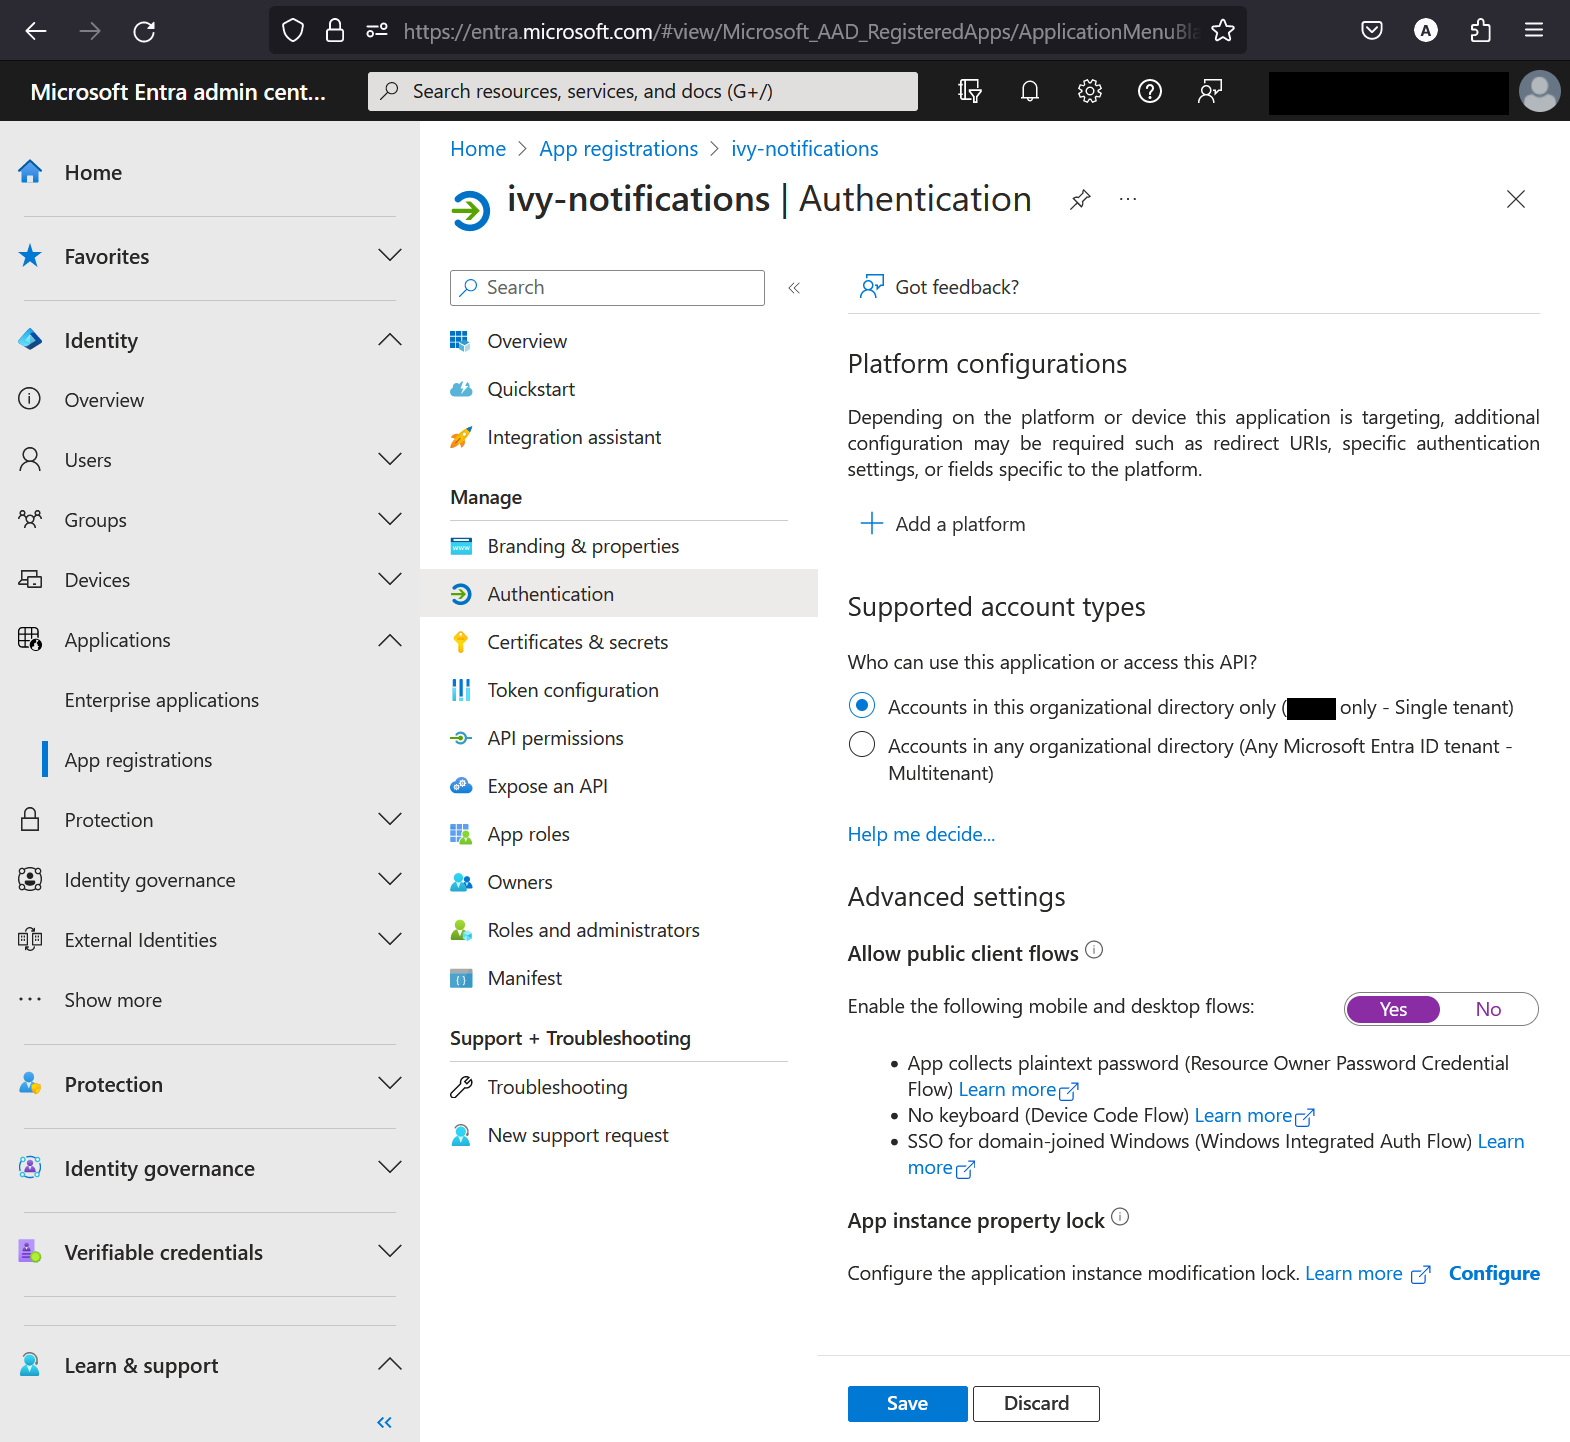 https://entra.microsoft.com/#view/Microsoft_AAD_RegisteredApps/ApplicationMenuBla
A
Microsoft Entra admin cent...
Search resources, services, and docs (G+/)
Home
Favorites
Identity
Overview
Users
Groups
Devices
Applications
Enterprise applications
App registrations
Protection
Identity governance
External Identities
Show more
Protection
Identity governance
Verifiable credentials
Learn & support
Home > App registrations > ivy-notifications
ivy-notifications | Authentication
Search
Overview
Quickstart
Integration assistant
Manage
Branding & properties
Authentication
Certificates & secrets
Token configuration
API permissions
Expose an API
App roles
Owners
Roles and administrators
Manifest
Support + Troubleshooting
Troubleshooting
New support request
Got feedback?
Platform configurations
Depending on the platform or device this application is targeting, additional
configuration may be required such as redirect URIs, specific authentication
settings, or fields specific to the platform.
Add a platform
Supported account types
Who can use this application or access this API?
Accounts in this organizational directory only ( only - Single tenant)
Accounts in any organizational directory (Any Microsoft Entra ID tenant -
Multitenant)
Help me decide...
Advanced settings
Allow public client flows
Enable the following mobile and desktop flows:
Yes No
• App collects plaintext password (Resource Owner Password Credential
Flow) Learn more
• No keyboard (Device Code Flow) Learn more
• SSO for domain-joined Windows (Windows Integrated Auth Flow) Learn
more
App instance property lock
Configure the application instance modification lock. Learn more Configure
Save Discard